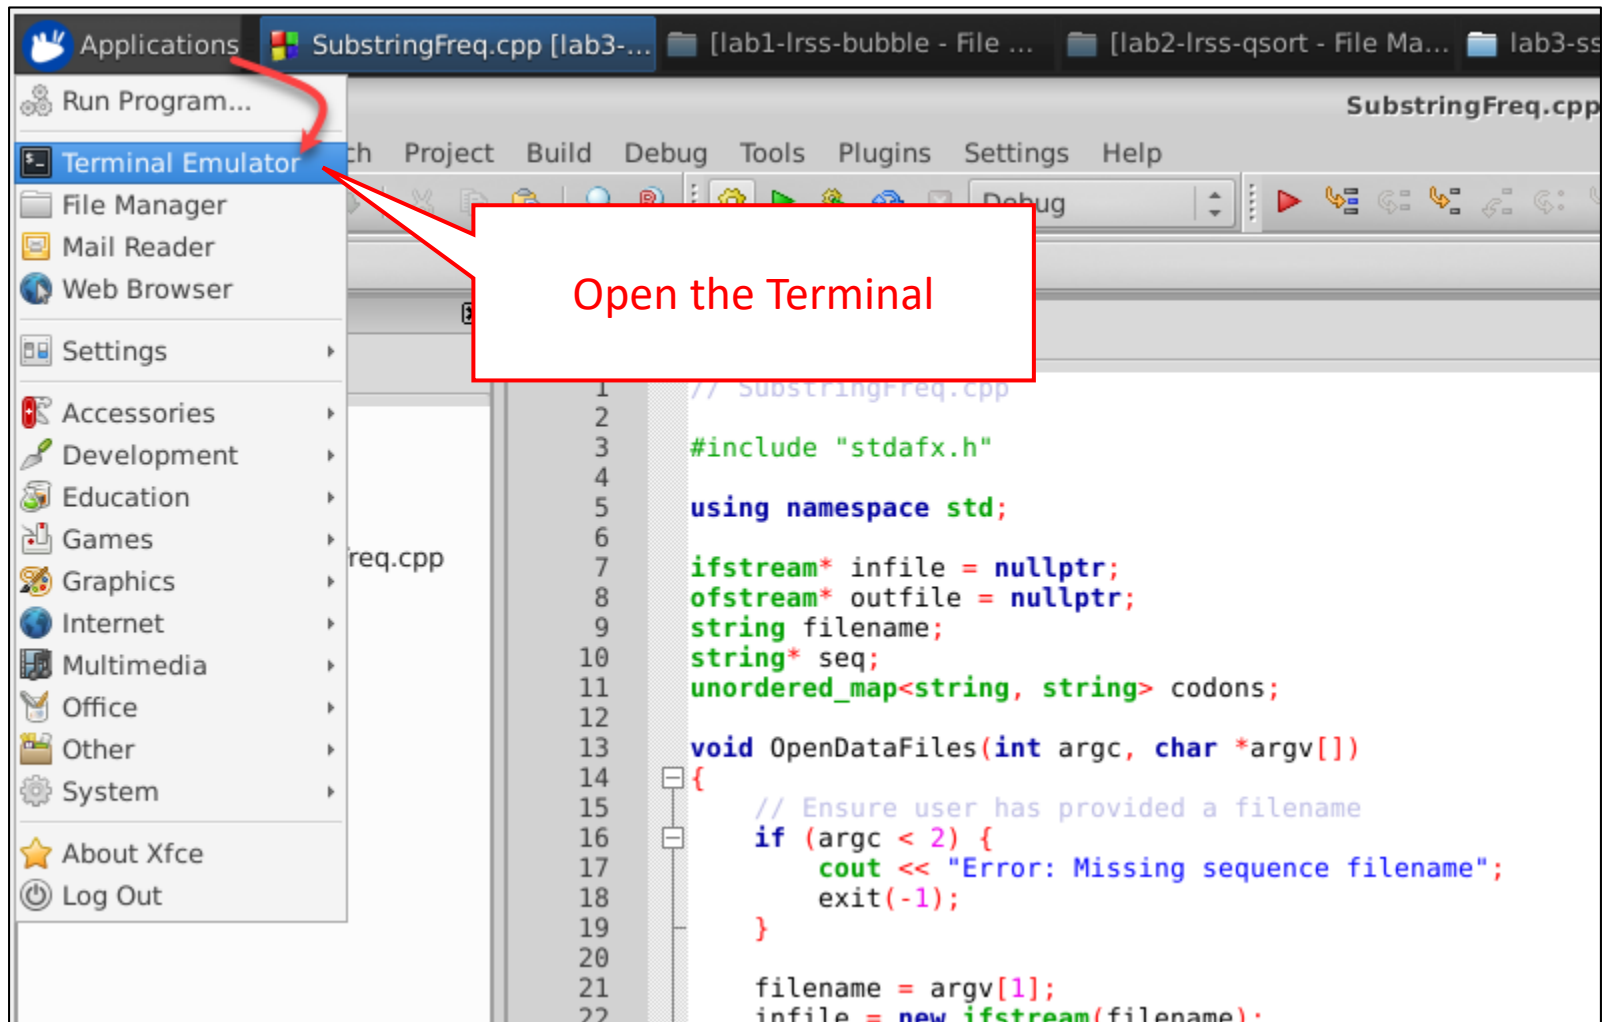 Applications
SubstringFreq.cpp [lab3-...
[lab1-lrss-bubble - File ...
[lab2-lrss-qsort - File Ma...
lab3-ss
Run Program...
SubstringFreq.cpp
Terminal Emulator
ch Project Build Debug Tools Plugins Settings Help
File Manager
Debug
Mail Reader
Web Browser
Open the Terminal
Settings
Accessories
Development
Education
Games
Graphics
Internet
Multimedia
Office
Other
System
About Xfce
Log Out
req.cpp
1 // SubstringFreq.cpp
2
3 #include "stdafx.h"
4
5 using namespace std;
6
7 ifstream* infile = nullptr;
8 ofstream* outfile = nullptr;
9 string filename;
10 string* seq;
11 unordered_map<string, string> codons;
12
13 void OpenDataFiles(int argc, char *argv[])
14 {
15 // Ensure user has provided a filename
16 if (argc < 2) {
17 cout << "Error: Missing sequence filename";
18 exit(-1);
19 }
20
21 filename = argv[1];
22 infile = new ifstream(filename);